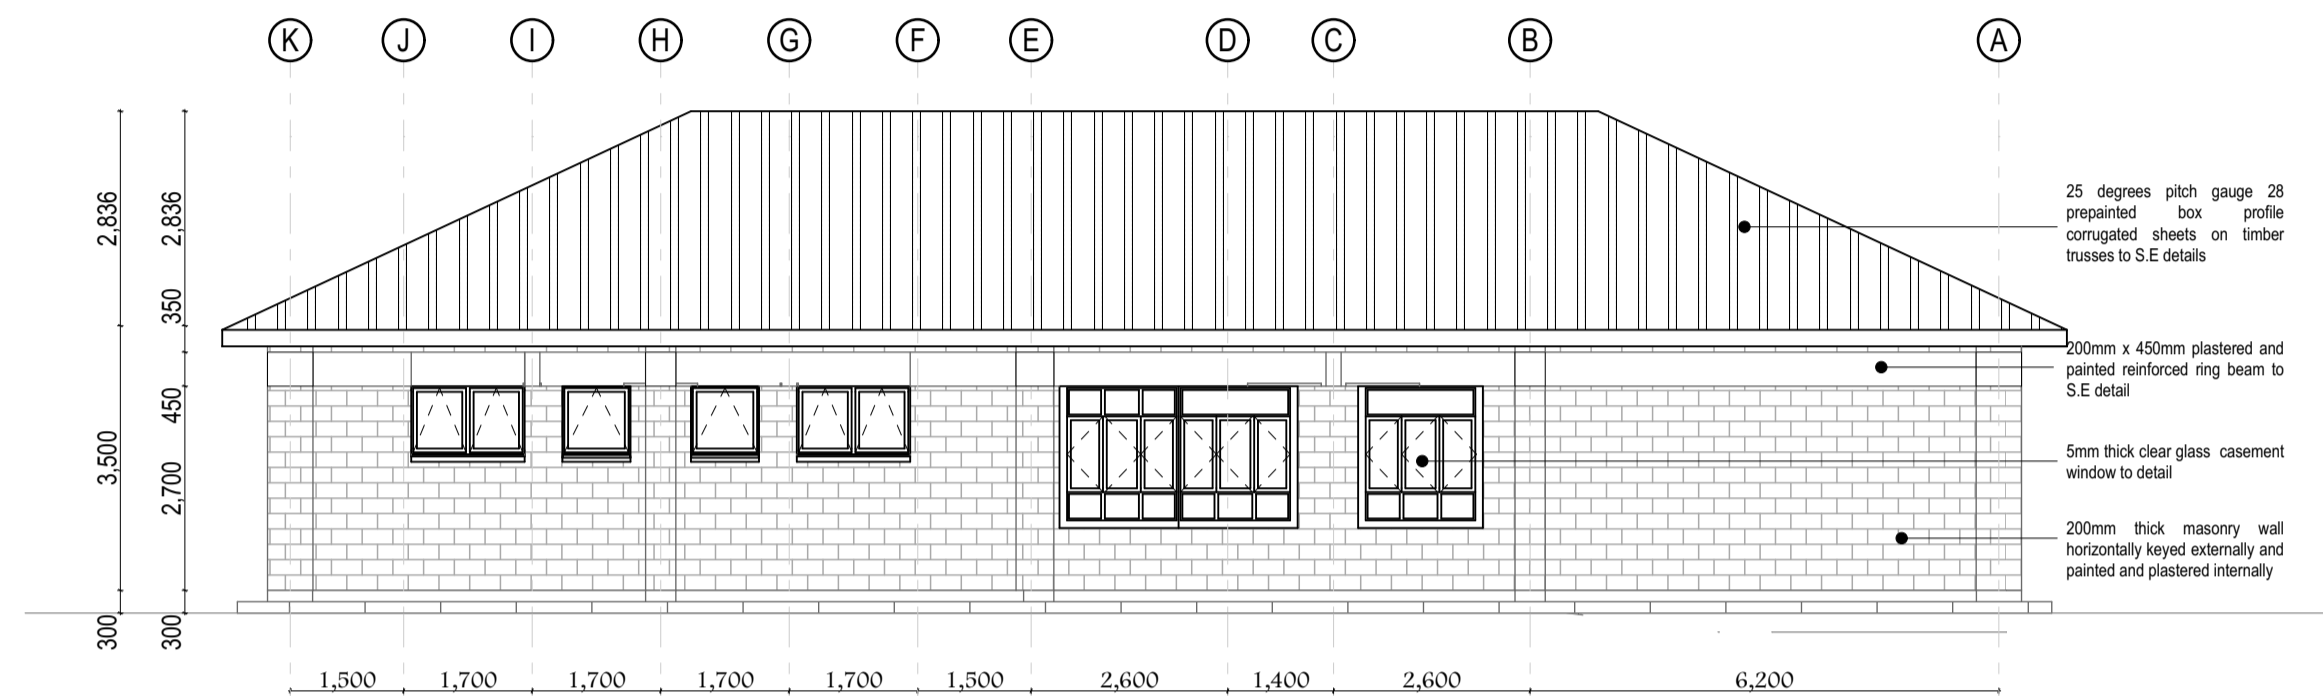 K J I H G F E D C B A
2,836
2,836
350
450
3,500
2,700
300
300
25 degrees pitch gauge 28
prepainted box profile
corrugated sheets on timber
trusses to S.E details
200mm x 450mm plastered and
painted reinforced ring beam to
S.E detail
5mm thick clear glass casement
window to detail
200mm thick masonry wall
horizontally keyed externally and
painted and plastered internally
1,500 1,700 1,700 1,700 1,700 1,500 2,600 1,400 2,600 6,200